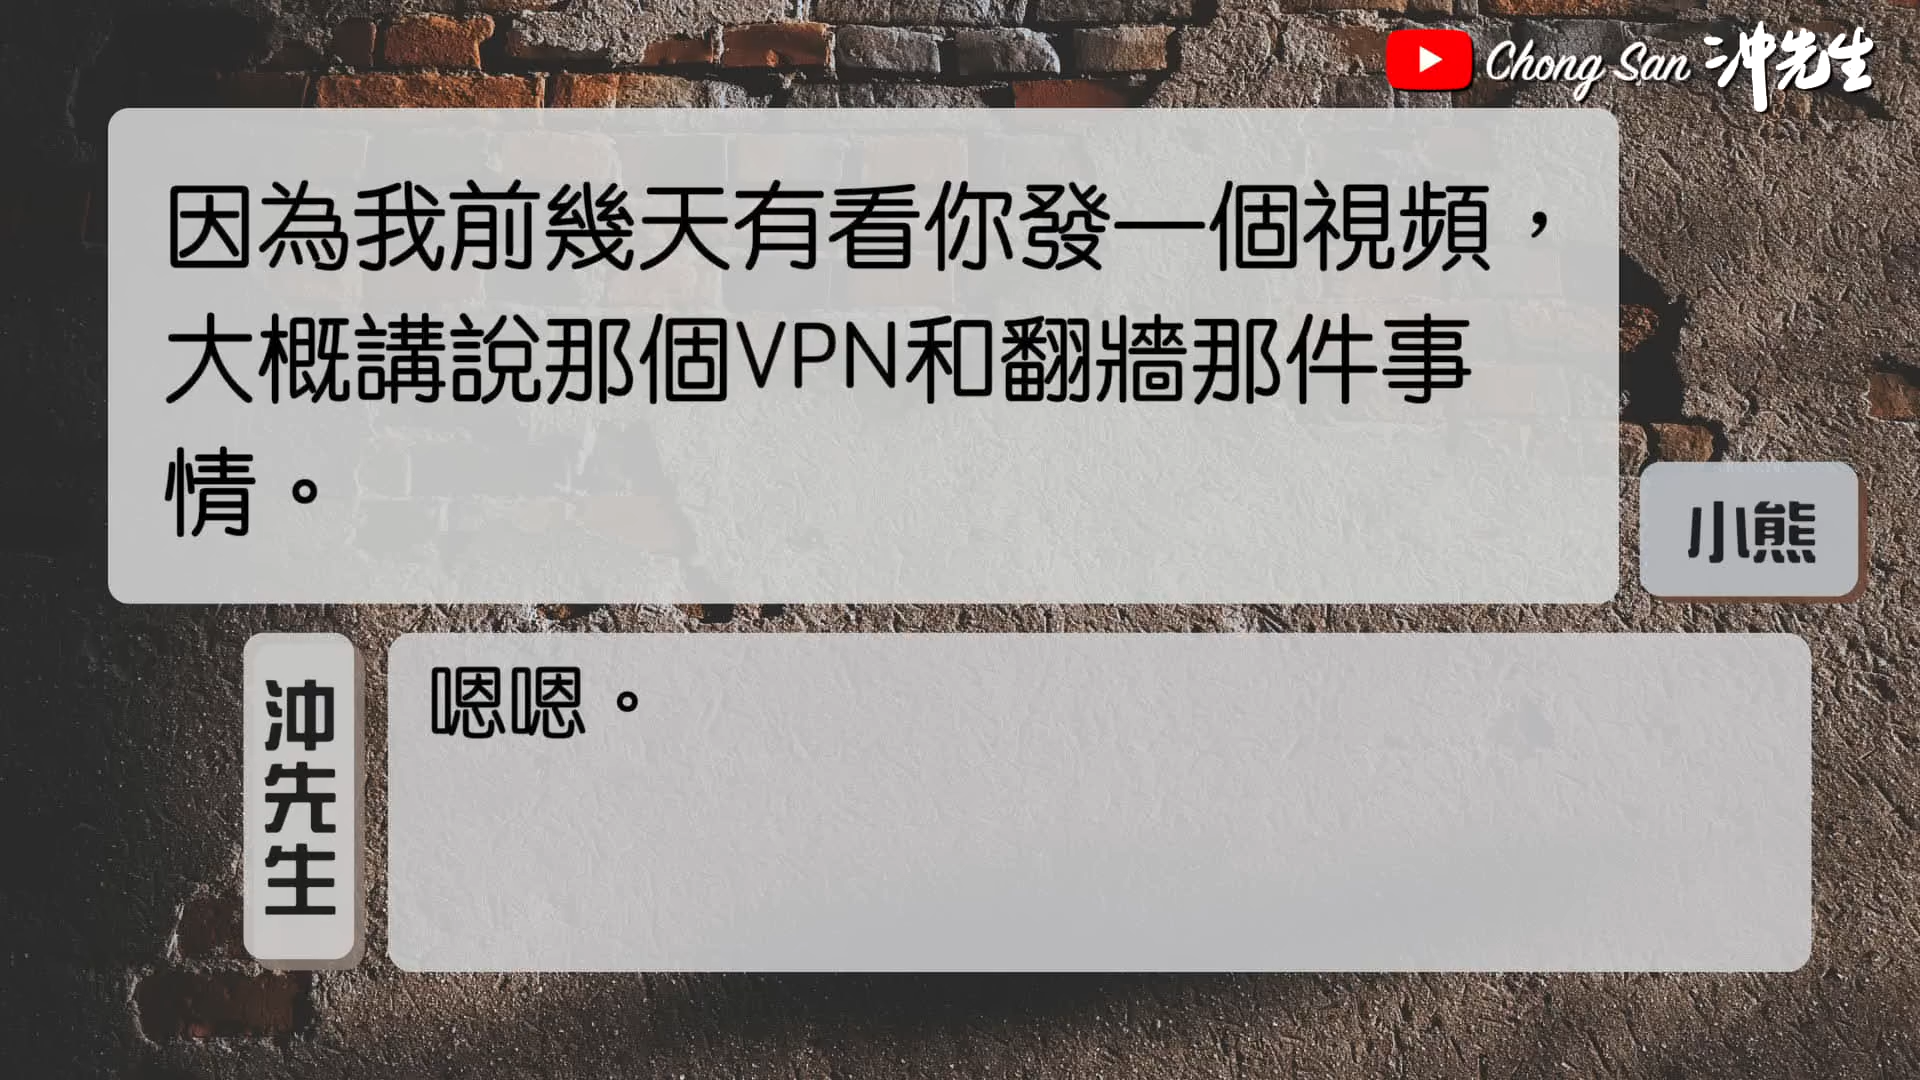 Chong San 沖先生
因為我前幾天有看你發一個視頻，
大概講說那個VPN和翻牆那件事
情。
小熊
沖先生
嗯嗯。